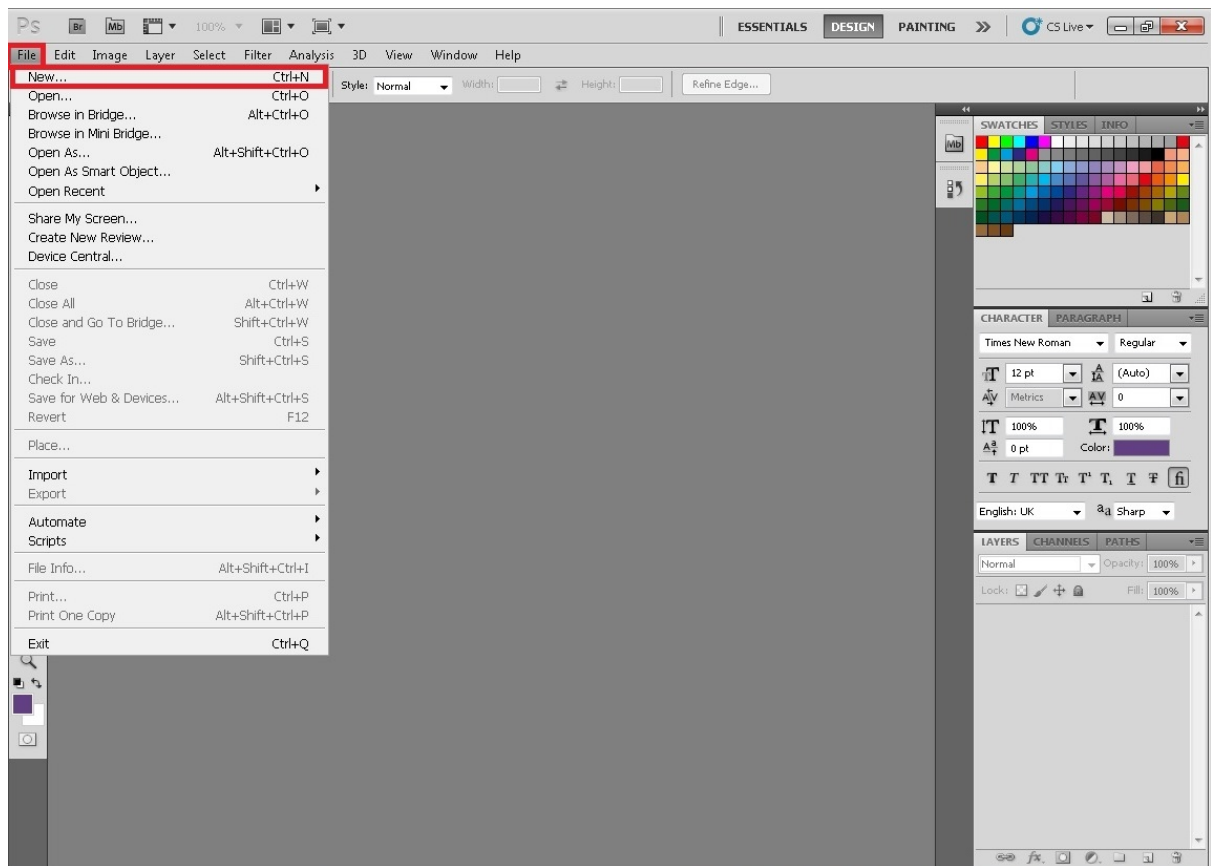 Ps Br Mb 100% ESSENTIALS DESIGN PAINTING CS Live
File Edit Image Layer Select Filter Analysis 3D View Window Help
Style: Normal Width: Height: Refine Edge...
New... Ctrl+N
Open... Ctrl+O
Browse in Bridge... Alt+Ctrl+O
Browse in Mini Bridge...
Open As... Alt+Shift+Ctrl+O
Open As Smart Object...
Open Recent
Share My Screen...
Create New Review...
Device Central...
Close Ctrl+W
Close All Alt+Ctrl+W
Close and Go To Bridge... Shift+Ctrl+W
Save Ctrl+S
Save As... Shift+Ctrl+S
Check In...
Save for Web & Devices... Alt+Shift+Ctrl+S
Revert F12
Place...
Import
Export
Automate
Scripts
File Info... Alt+Shift+Ctrl+I
Print... Ctrl+P
Print One Copy Alt+Shift+Ctrl+P
Exit Ctrl+Q
Mb
SWATCHES STYLES INFO
CHARACTER PARAGRAPH
Times New Roman Regular
12 pt (Auto)
Metrics 0
100% 100%
0 pt Color:
T T TT Tr T¹ T₁ T T fi
English: UK aa Sharp
LAYERS CHANNELS PATHS
Normal Opacity: 100%
Lock: Fill: 100%
fx